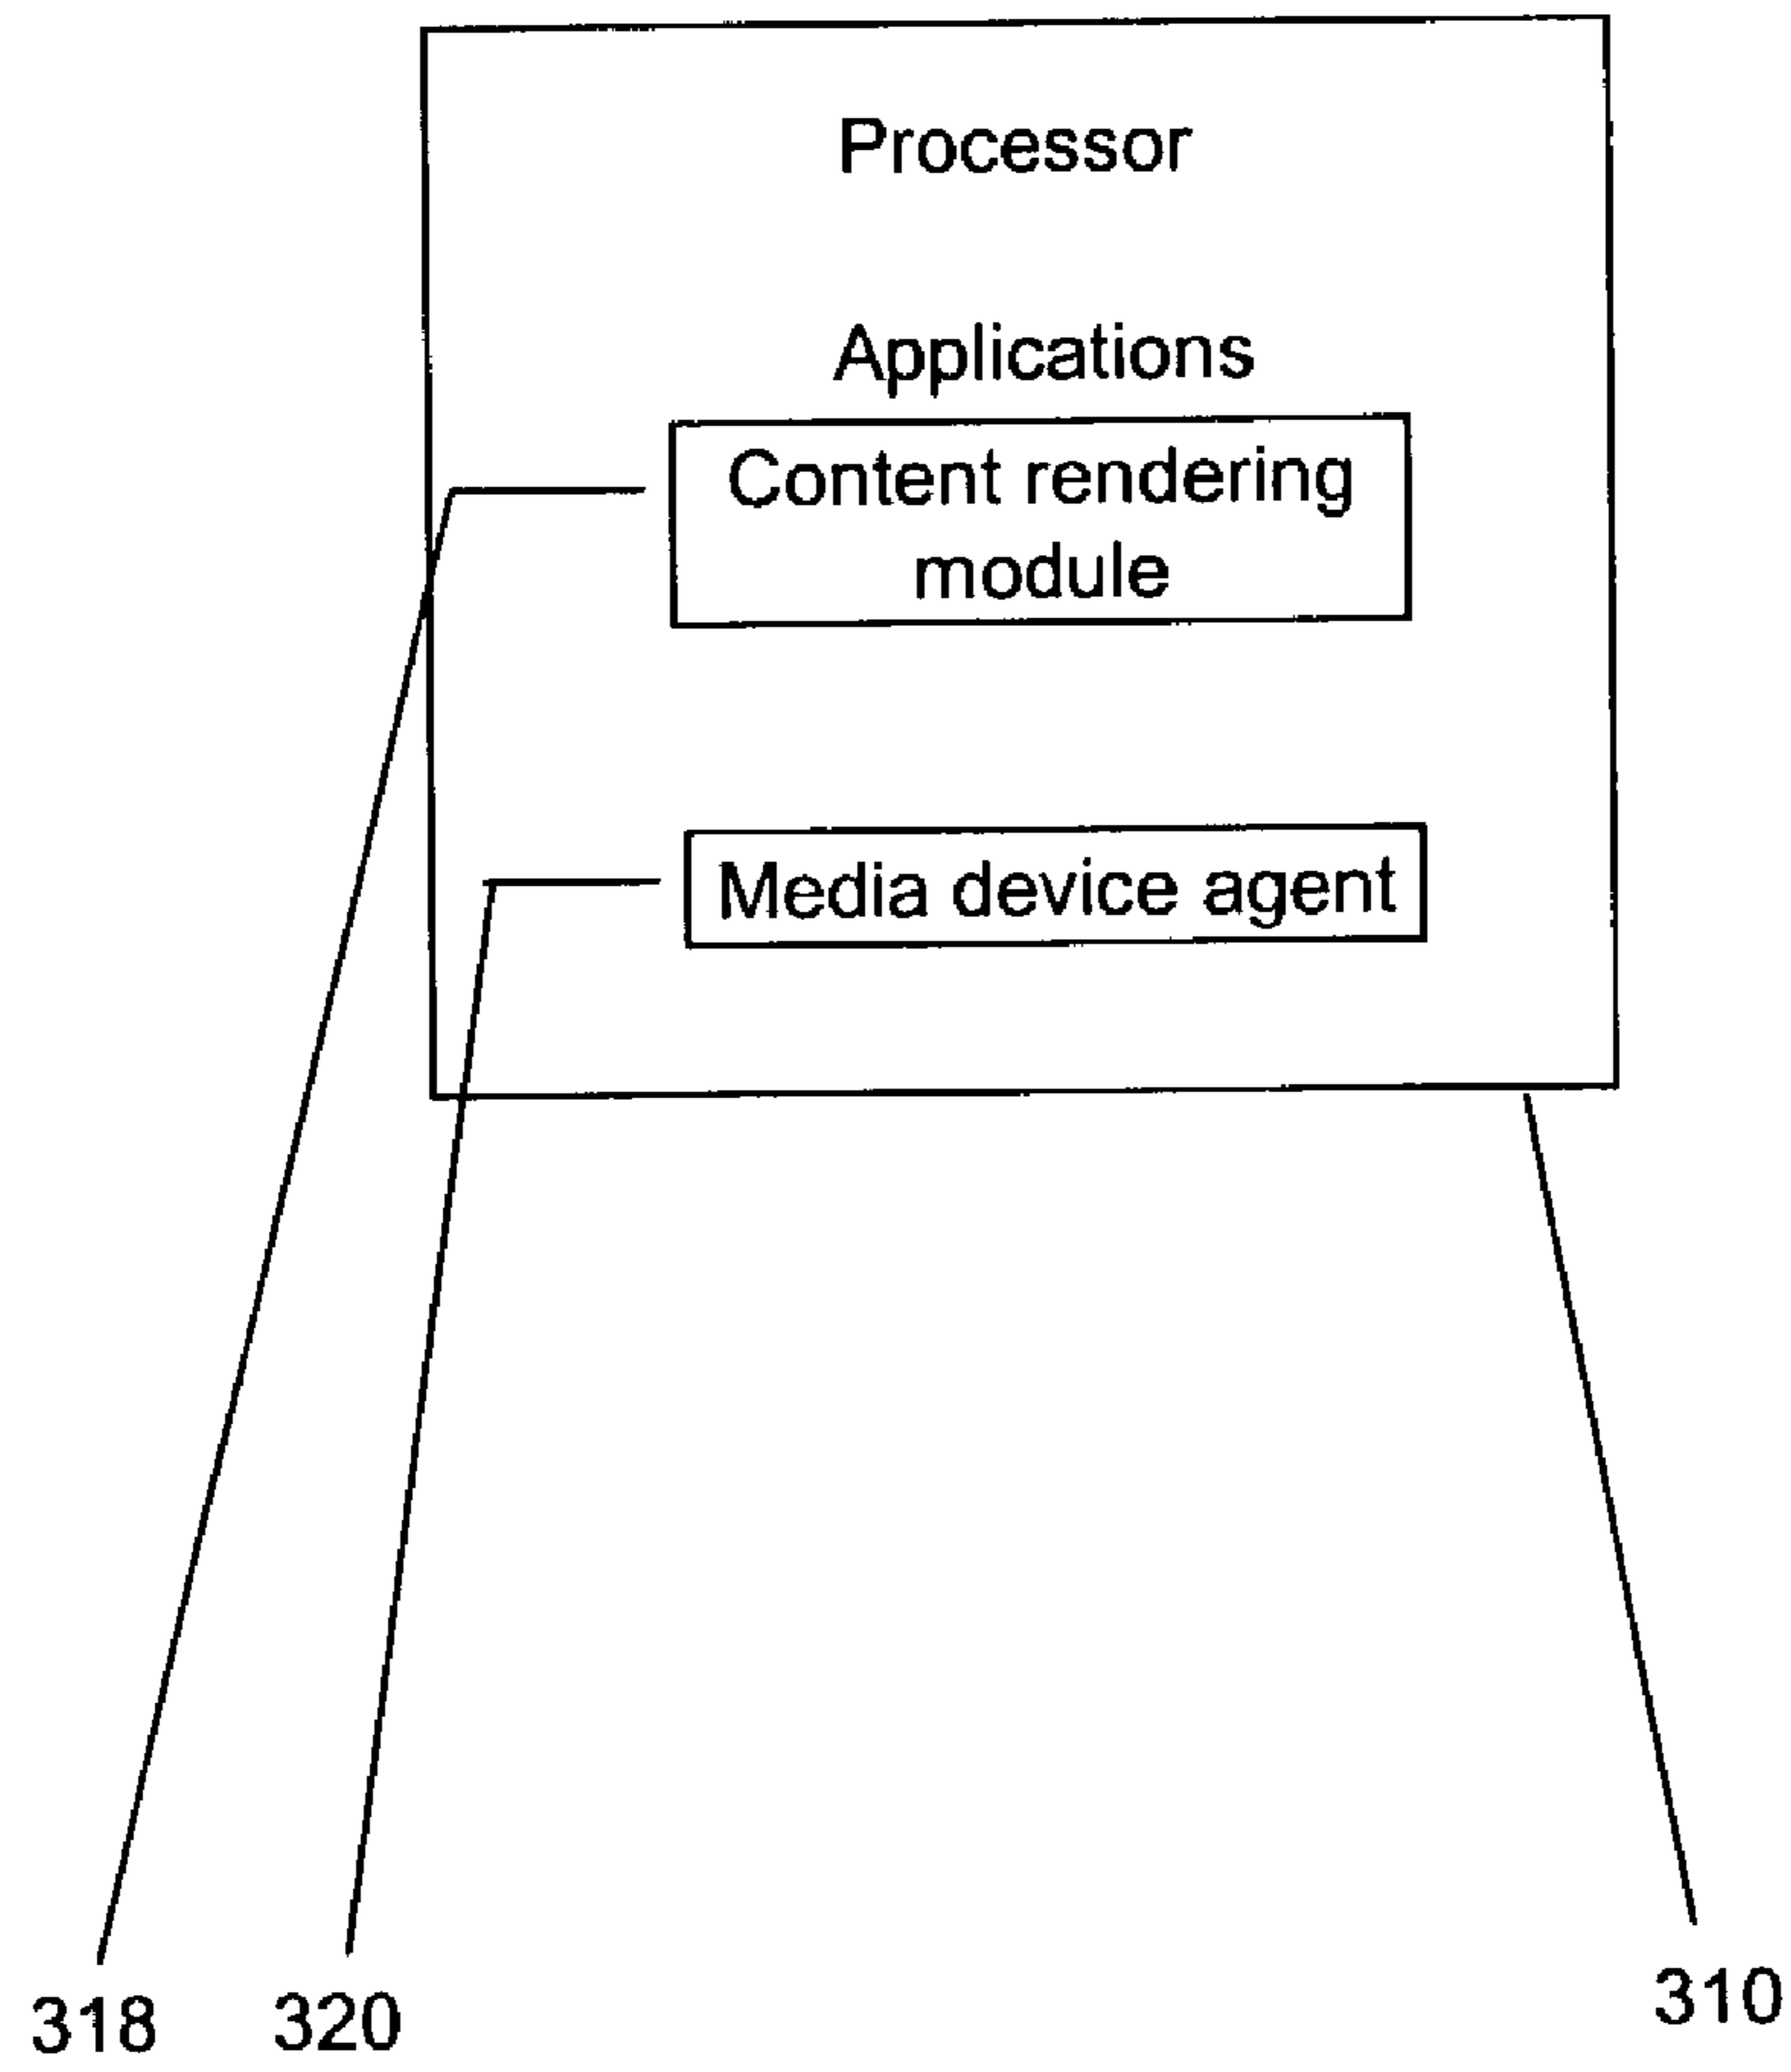 Processor
Applications
Content rendering
module
Media device agent
318
320
310